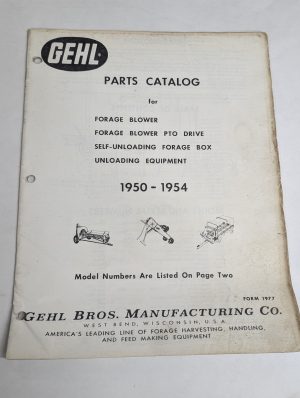 GEHL
PARTS CATALOG
for
FORAGE BLOWER
FORAGE BLOWER PTO DRIVE
SELF-UNLOADING FORAGE BOX
UNLOADING EQUIPMENT
1950 - 1954
Model Numbers Are Listed On Page Two
FORM 1977
GEHL BROS. MANUFACTURING CO.
WEST BEND, WISCONSIN, U.S.A.
AMERICA'S LEADING LINE OF FORAGE HARVESTING, HANDLING,
AND FEED MAKING EQUIPMENT